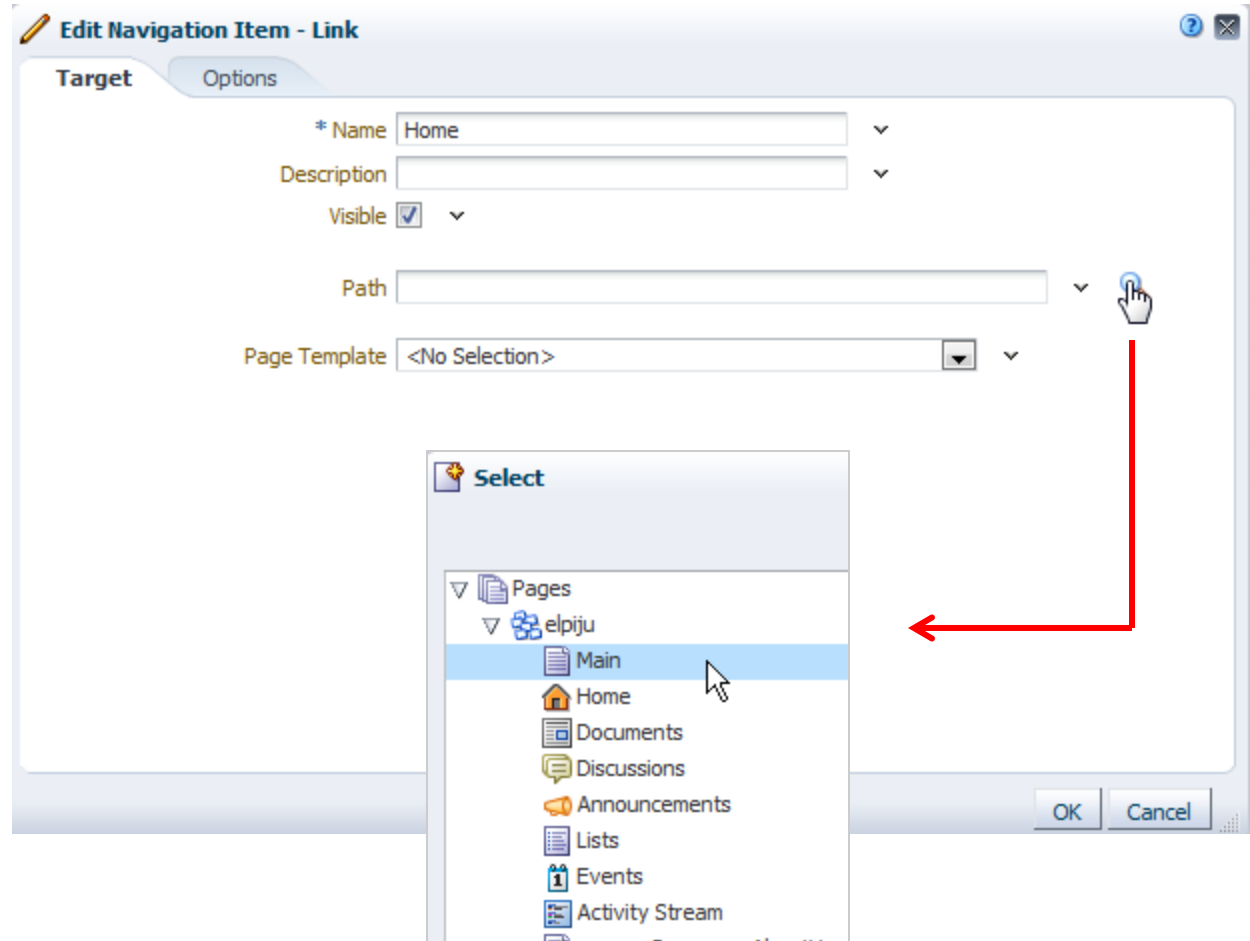 Edit Navigation Item - Link
Target Options
* Name Home
Description
Visible
Path
Page Template <No Selection>
Select
Pages
elpiju
Main
Home
Documents
Discussions
Announcements
OK Cancel
Lists
Events
Activity Stream